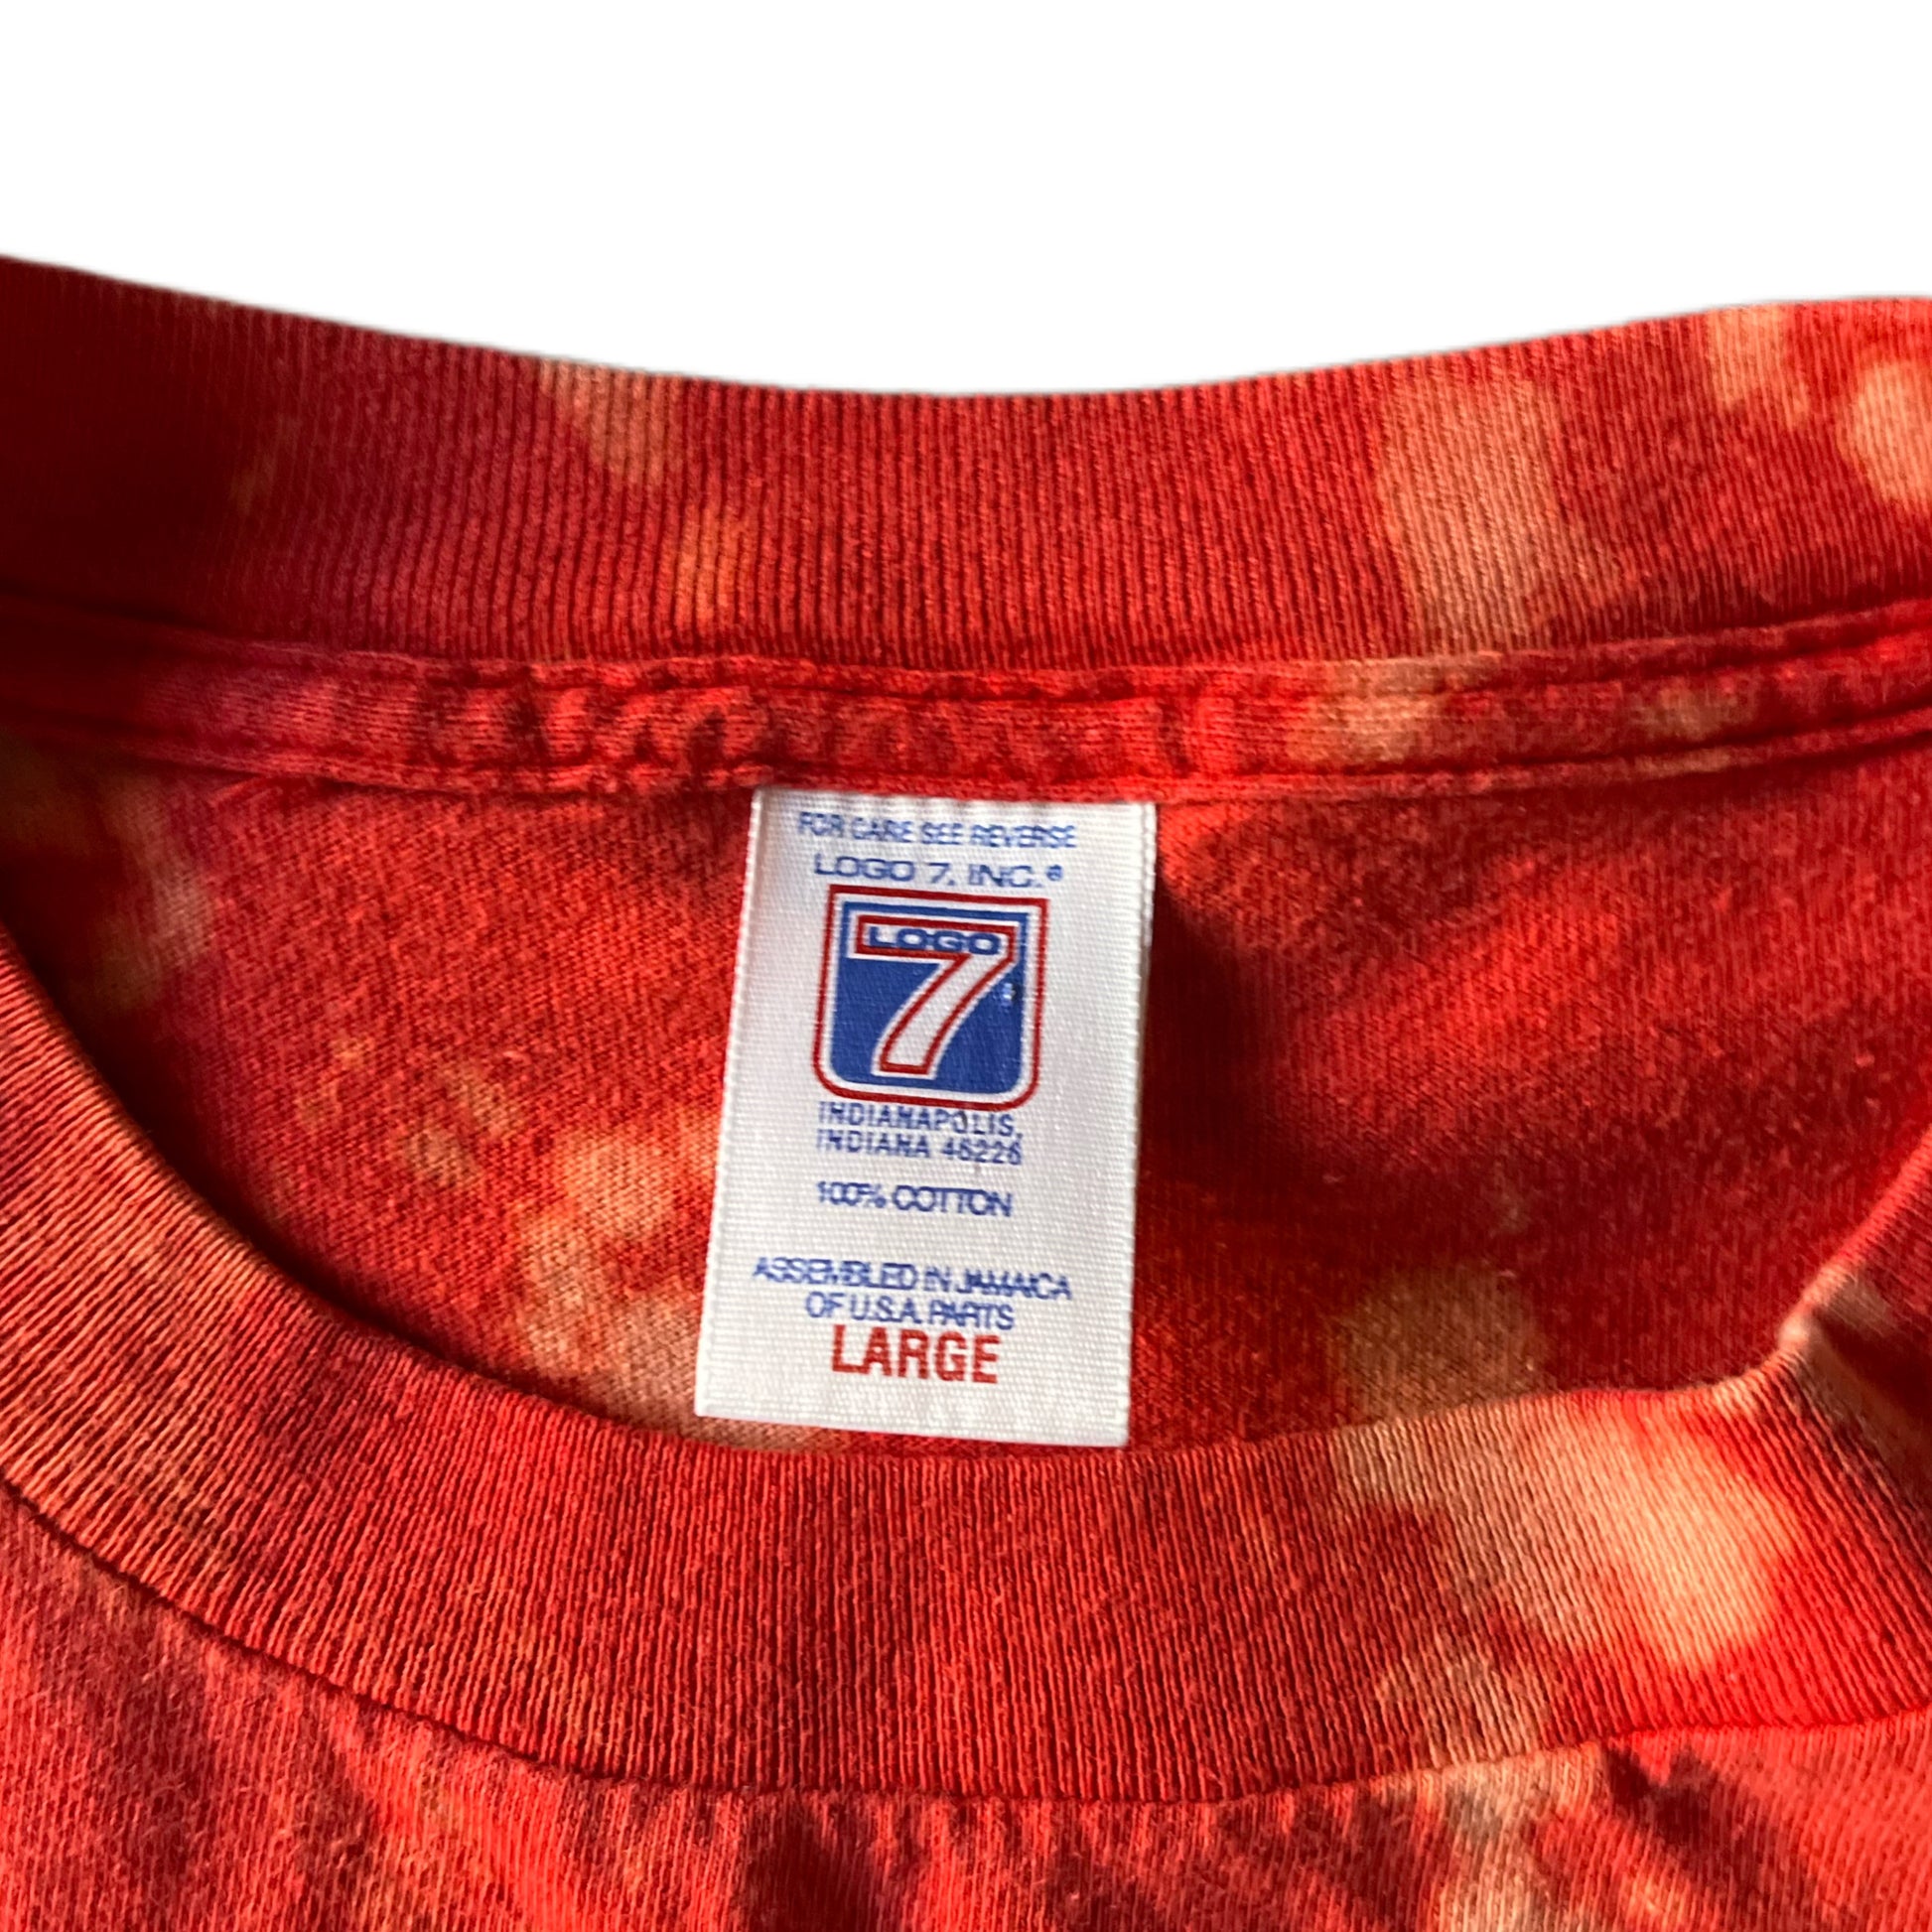 FOR CARE SEE REVERSE
LOGO 7, INC.®
LOGO
7
INDIANAPOLIS,
INDIANA 46226
100% COTTON
ASSEMBLED IN JAMAICA
OF U.S.A. PARTS
LARGE